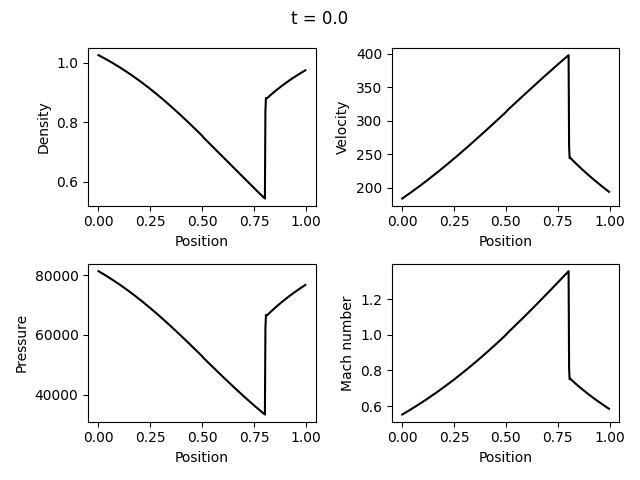 t = 0.0
Density
1.0
0.8
0.6
0.00 0.25 0.50 0.75 1.00
Position
Velocity
400
350
300
250
200
0.00 0.25 0.50 0.75 1.00
Position
Pressure
80000
60000
40000
0.00 0.25 0.50 0.75 1.00
Position
Mach number
1.2
1.0
0.8
0.6
0.00 0.25 0.50 0.75 1.00
Position